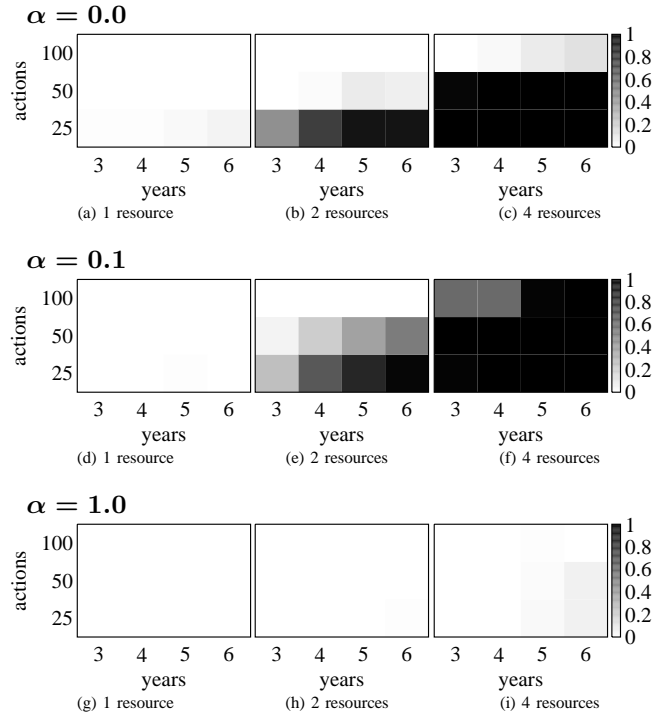 α = 0.0
actions
100
50
25
3 4 5 6 3 4 5 6 3 4 5 6
years years years
1
0.8
0.6
0.4
0.2
0
(a) 1 resource (b) 2 resources (c) 4 resources
α = 0.1
actions
100
50
25
3 4 5 6 3 4 5 6 3 4 5 6
years years years
1
0.8
0.6
0.4
0.2
0
(d) 1 resource (e) 2 resources (f) 4 resources
α = 1.0
actions
100
50
25
3 4 5 6 3 4 5 6 3 4 5 6
years years years
1
0.8
0.6
0.4
0.2
0
(g) 1 resource (h) 2 resources (i) 4 resources